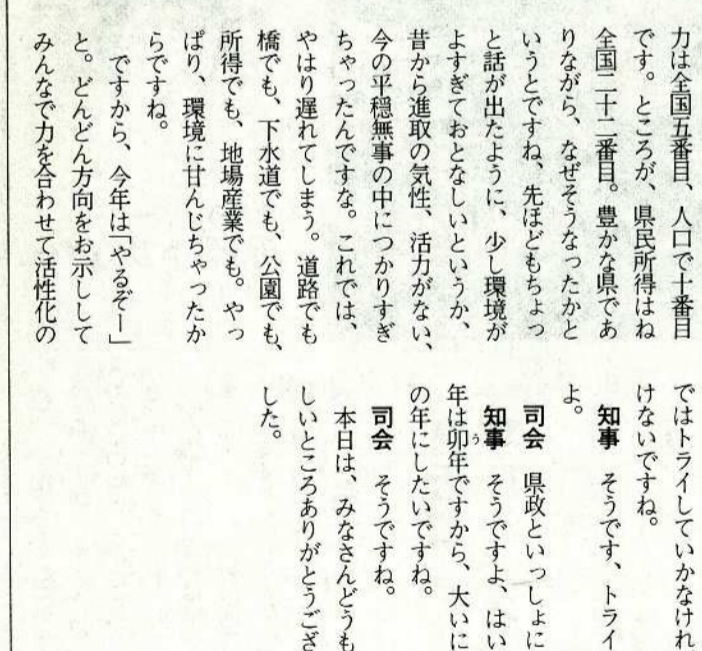 力は全国五番目、人口で十番目
です。ところが、県民所得はね
全国二十二番目。豊かな県であ
りながら、なぜそうなったかと
いうとですね、先ほどもちょっ
と話が出たように、少し環境が
よすぎておとなしいというか、
昔から進取の気性、活力がない、
今の平穏無事の中につかりすぎ
ちゃったんですな。これでは、
やはり遅れてしまう。道路でも
橋でも、下水道でも、公園でも、
所得でも、地場産業でも。やっ
ぱり、環境に甘んじちゃったか
らですね。
ですから、今年は「やるぞー」
と。どんどん方向をお示しして
みんなで力を合わせて活性化の
ではトライしていかなけれ
けないですね。
知事 そうです、トライ
よ。
司会 県政といっしょに
知事 そうですよ、はい
年は卯年ですから、大いに
う
の年にしたいですね。
司会 そうですね。
本日は、みなさんどうも
しいところありがとうござ
した。